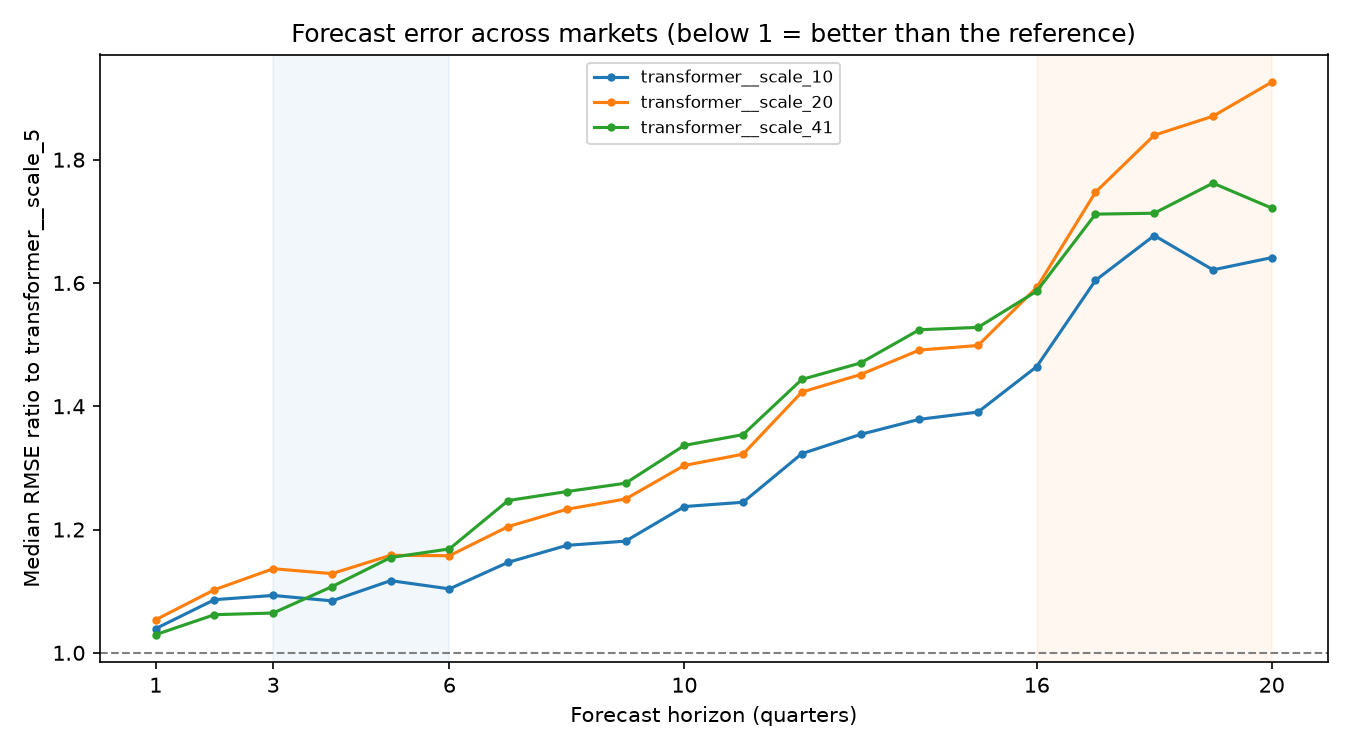 Forecast error across markets (below 1 = better than the reference)
transformer__scale_10
transformer__scale_20
transformer__scale_41
Median RMSE ratio to transformer__scale_5
1.8
1.6
1.4
1.2
1.0
1 3 6 10 16 20
Forecast horizon (quarters)